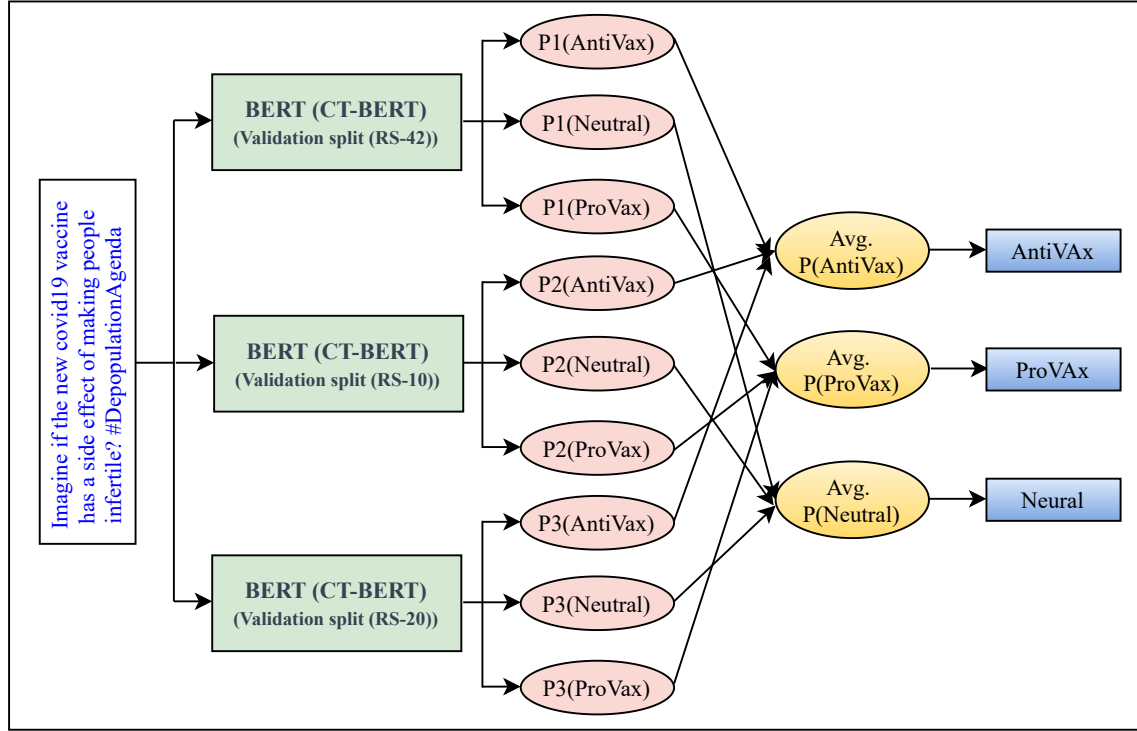 Imagine if the new covid19 vaccine
has a side effect of making people
infertile? #DepopulationAgenda
BERT (CT-BERT)
(Validation split (RS-42))
BERT (CT-BERT)
(Validation split (RS-10))
BERT (CT-BERT)
(Validation split (RS-20))
P1(AntiVax)
P1(Neutral)
P1(ProVax)
P2(AntiVax)
P2(Neutral)
P2(ProVax)
P3(AntiVax)
P3(Neutral)
P3(ProVax)
Avg.
P(AntiVax)
Avg.
P(ProVax)
Avg.
P(Neutral)
AntiVAx
ProVAx
Neural